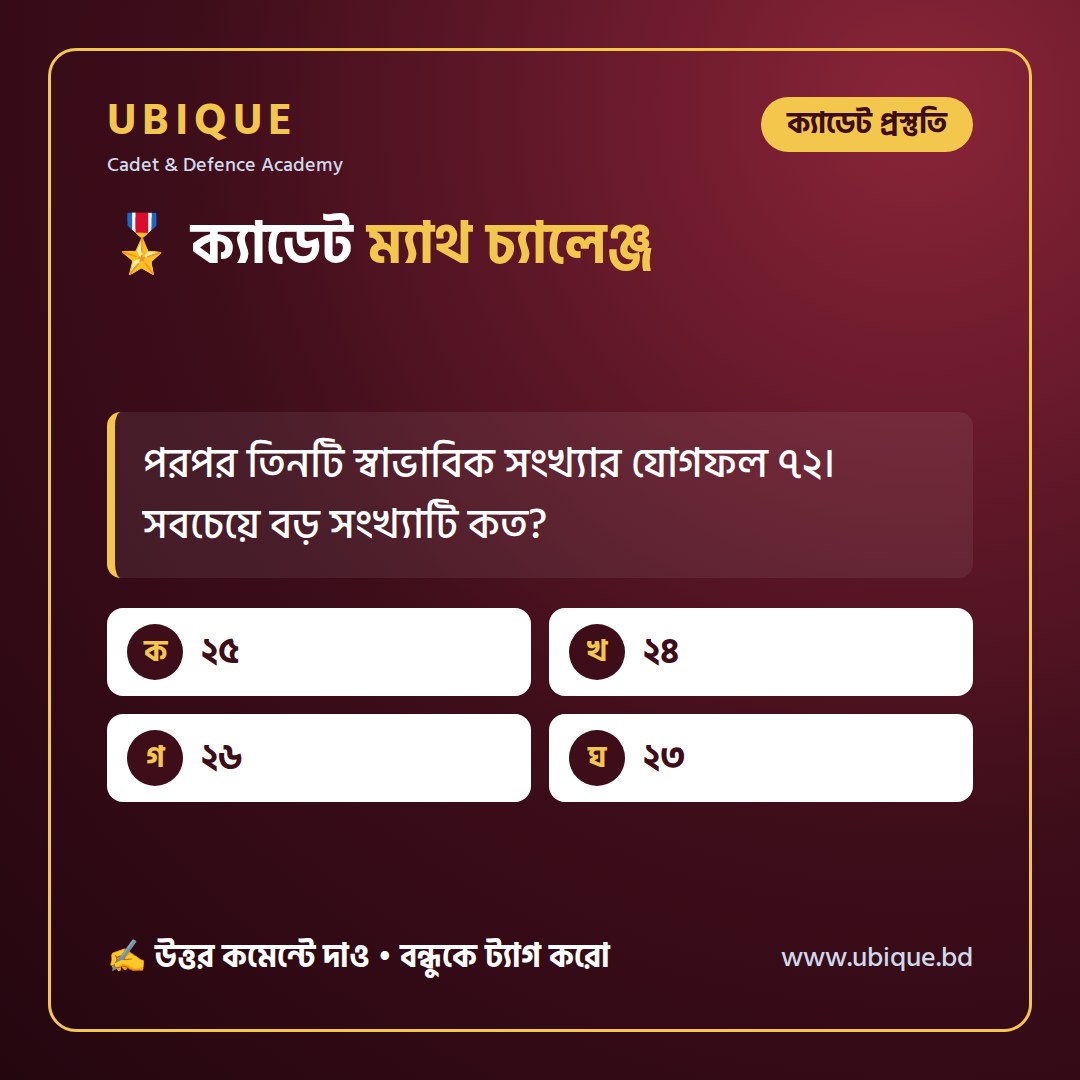 UBIQUE
ক্যাডেট প্রস্তুতি
Cadet & Defence Academy
ক্যাডেট ম্যাথ চ্যালেঞ্জ
পরপর তিনটি স্বাভাবিক সংখ্যার যোগফল ৭২।
সবচেয়ে বড় সংখ্যাটি কত?
ক ২৫
খ ২৪
গ ২৬
ঘ ২৩
উত্তর কমেন্টে দাও • বন্ধুকে ট্যাগ করো
www.ubique.bd